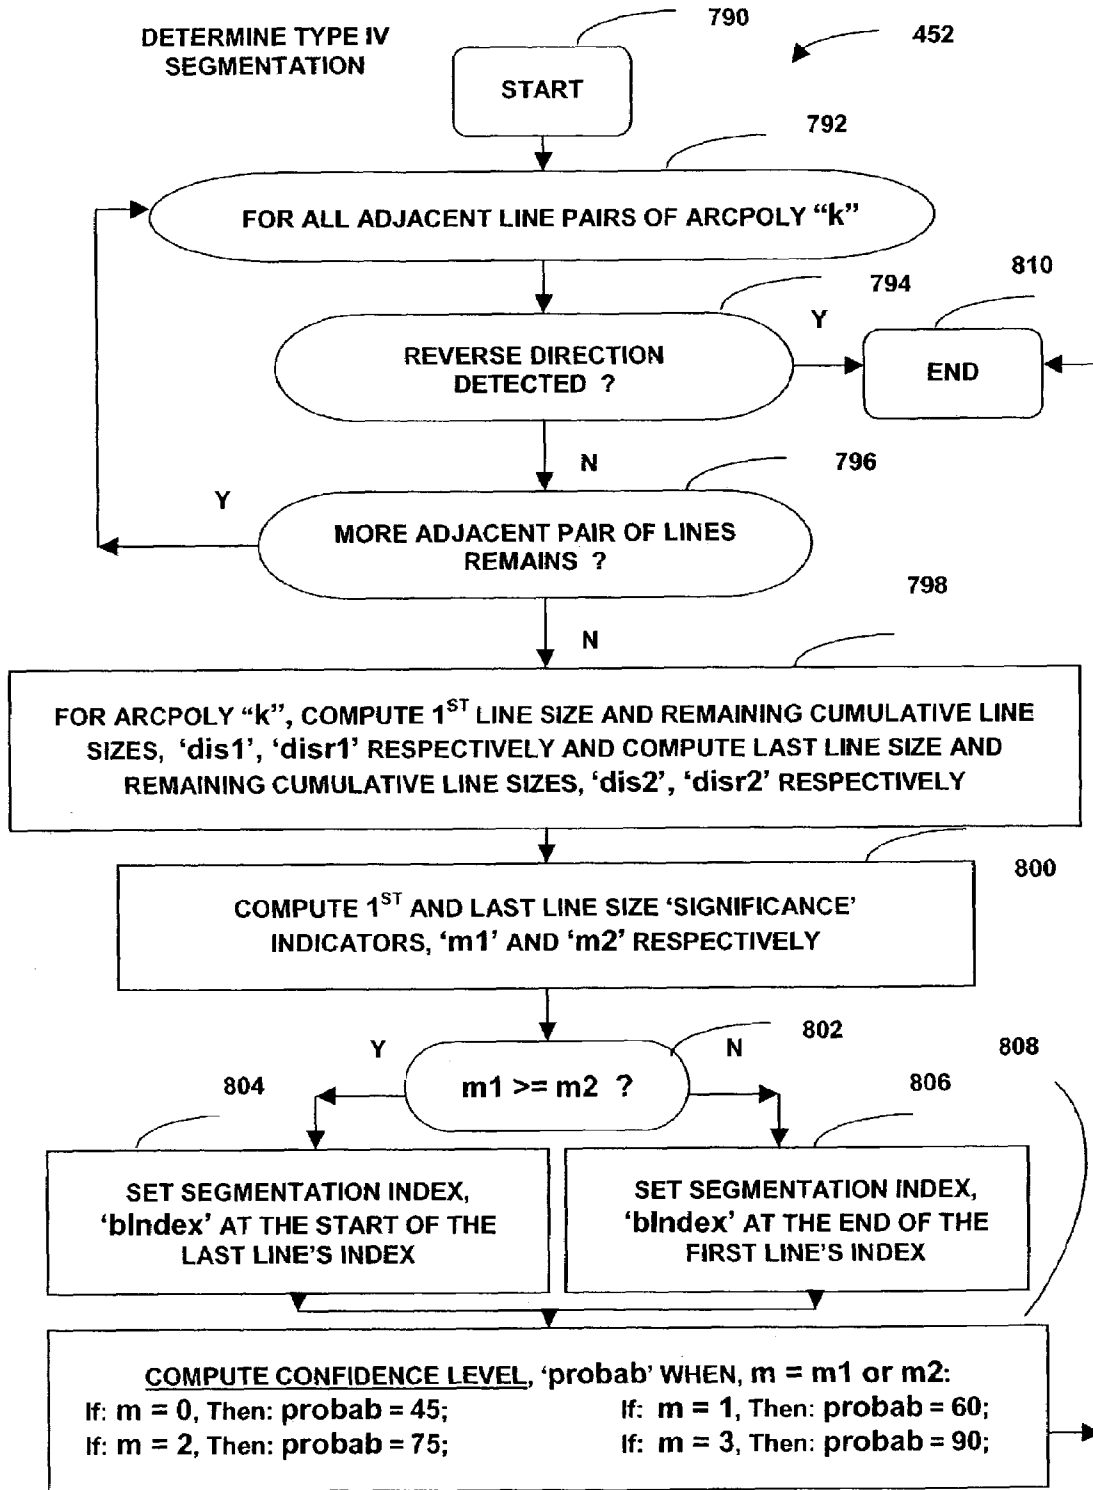 DETERMINE TYPE IV
SEGMENTATION
790
452
START
792
FOR ALL ADJACENT LINE PAIRS OF ARCPOLY “k”
794
810
REVERSE DIRECTION
DETECTED ?
Y
END
N
796
Y
MORE ADJACENT PAIR OF LINES
REMAINS ?
N
798
FOR ARCPOLY “k”, COMPUTE 1ST LINE SIZE AND REMAINING CUMULATIVE LINE
SIZES, ‘dis1’, ‘disr1’ RESPECTIVELY AND COMPUTE LAST LINE SIZE AND
REMAINING CUMULATIVE LINE SIZES, ‘dis2’, ‘disr2’ RESPECTIVELY
800
COMPUTE 1ST AND LAST LINE SIZE ‘SIGNIFICANCE’
INDICATORS, ‘m1’ AND ‘m2’ RESPECTIVELY
802
Y
m1 >= m2 ?
N
808
804
806
SET SEGMENTATION INDEX,
‘bIndex’ AT THE START OF THE
LAST LINE’S INDEX
SET SEGMENTATION INDEX,
‘bIndex’ AT THE END OF THE
FIRST LINE’S INDEX
COMPUTE CONFIDENCE LEVEL, ‘probab’ WHEN, m = m1 or m2:
If: m = 0, Then: probab = 45; If: m = 1, Then: probab = 60;
If: m = 2, Then: probab = 75; If: m = 3, Then: probab = 90;